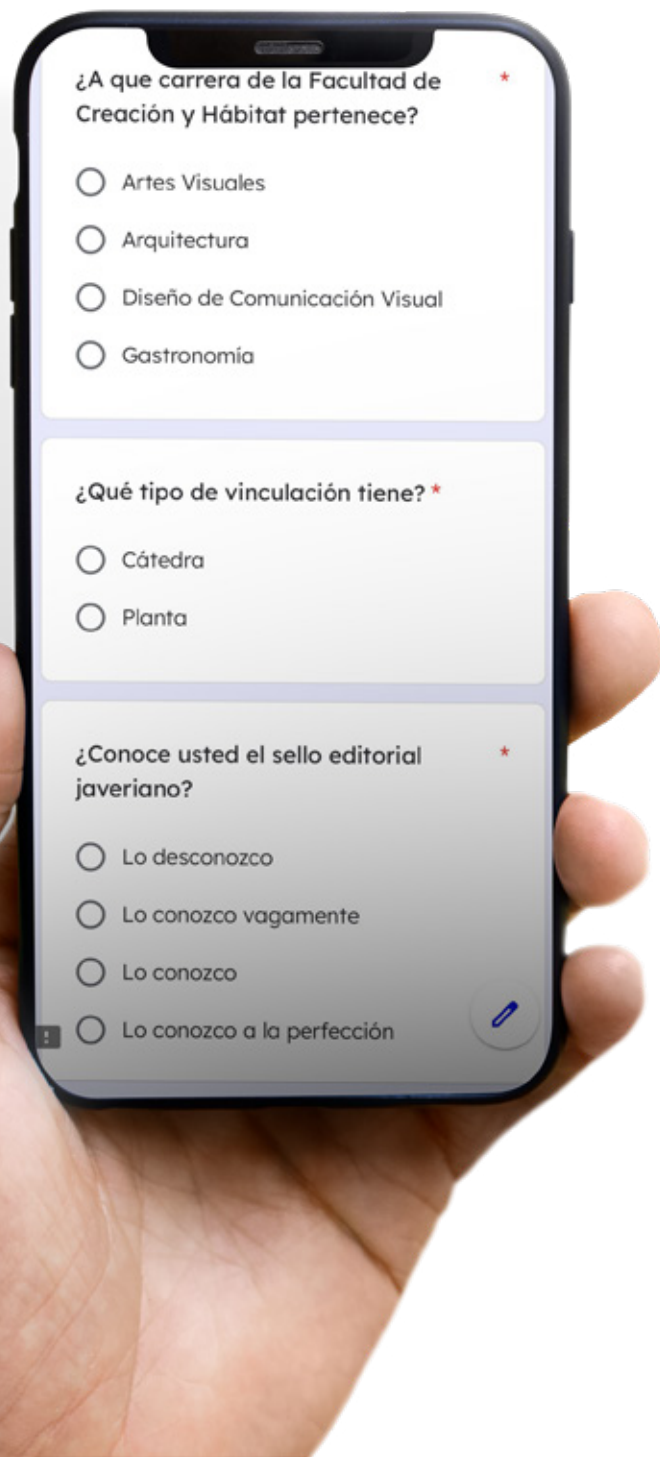 ¿A que carrera de la Facultad de *
Creación y Hábitat pertenece?
Artes Visuales
Arquitectura
Diseño de Comunicación Visual
Gastronomía
¿Qué tipo de vinculación tiene? *
Cátedra
Planta
¿Conoce usted el sello editorial *
javeriano?
Lo desconozco
Lo conozco vagamente
Lo conozco
Lo conozco a la perfección